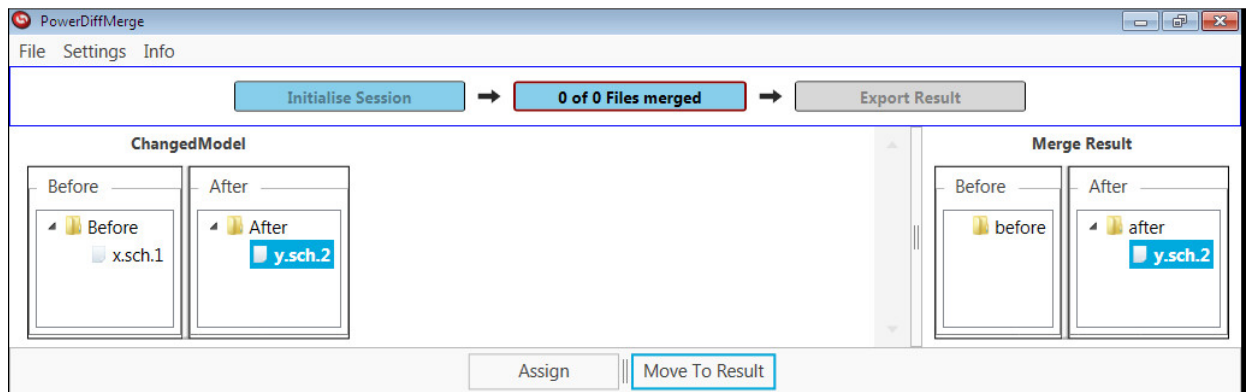 PowerDiffMerge
File Settings Info
Initialise Session 0 of 0 Files merged Export Result
ChangedModel Merge Result
Before After Before After
Before After before after
x.sch.1 y.sch.2 y.sch.2
Assign Move To Result